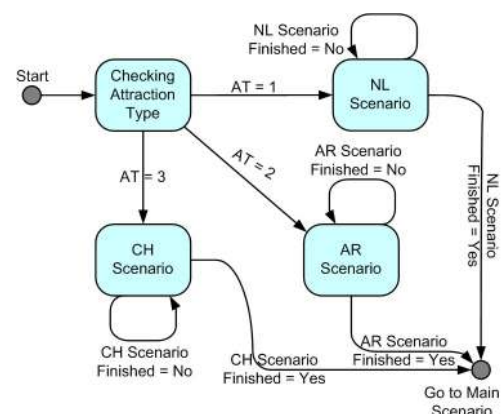 NL Scenario
Finished = No
Start
Checking
Attraction
Type
AT = 1
NL
Scenario
AT = 2
AR Scenario
Finished = No
NL Scenario
Finished = Yes
AT = 3
CH
Scenario
AR
Scenario
CH Scenario
Finished = No
CH Scenario
Finished = Yes
AR Scenario
Finished = Yes
Go to Main
Scenario